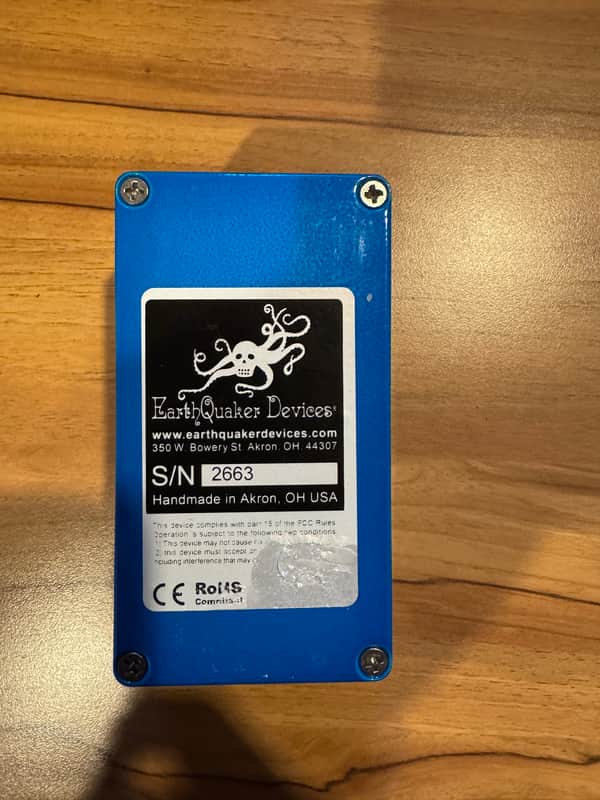 EarthQuaker Devices®
www.earthquakerdevices.com
350 W. Bowery St. Akron, OH. 44307
S/N 2663
Handmade in Akron, OH USA
This device complies with part 15 of the FCC Rules
Operation is subject to the following two conditions
1) This device may not cause
2) this device must accept
including interference that may
CE RoHS
Compliant